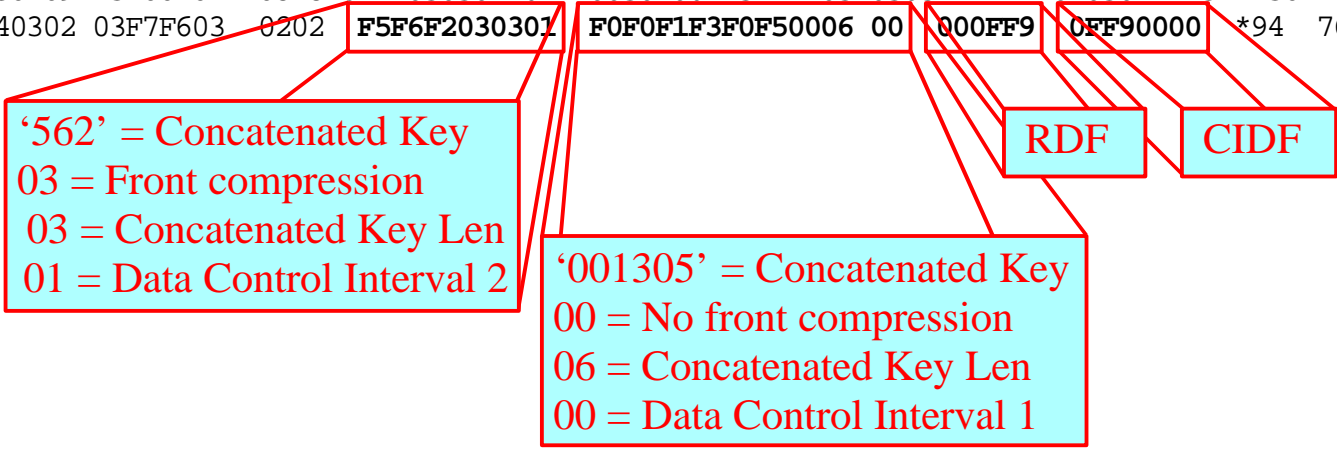 40302 03F7F603 0202 F5F6F2030301 F0F0F1F3F0F50006 00 000FF9 0FF90000 *94
‘562’ = Concatenated Key
03 = Front compression
03 = Concatenated Key Len
01 = Data Control Interval 2
RDF
CIDF
‘001305’ = Concatenated Key
00 = No front compression
06 = Concatenated Key Len
00 = Data Control Interval 1